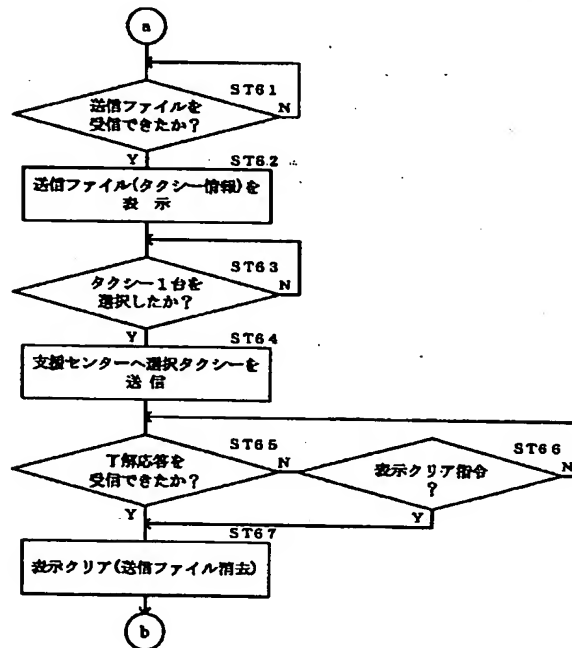 a
ST61
送信ファイルを
受信できたか？
N
Y
ST62
送信ファイル(タクシー情報)を
表 示
ST63
タクシー1台を
選択したか？
N
Y
ST64
支援センターへ選択タクシーを
送 信
ST65
了解応答を
受信できたか？
N
Y
ST66
表示クリア指令
？
N
Y
ST67
表示クリア(送信ファイル消去)
b